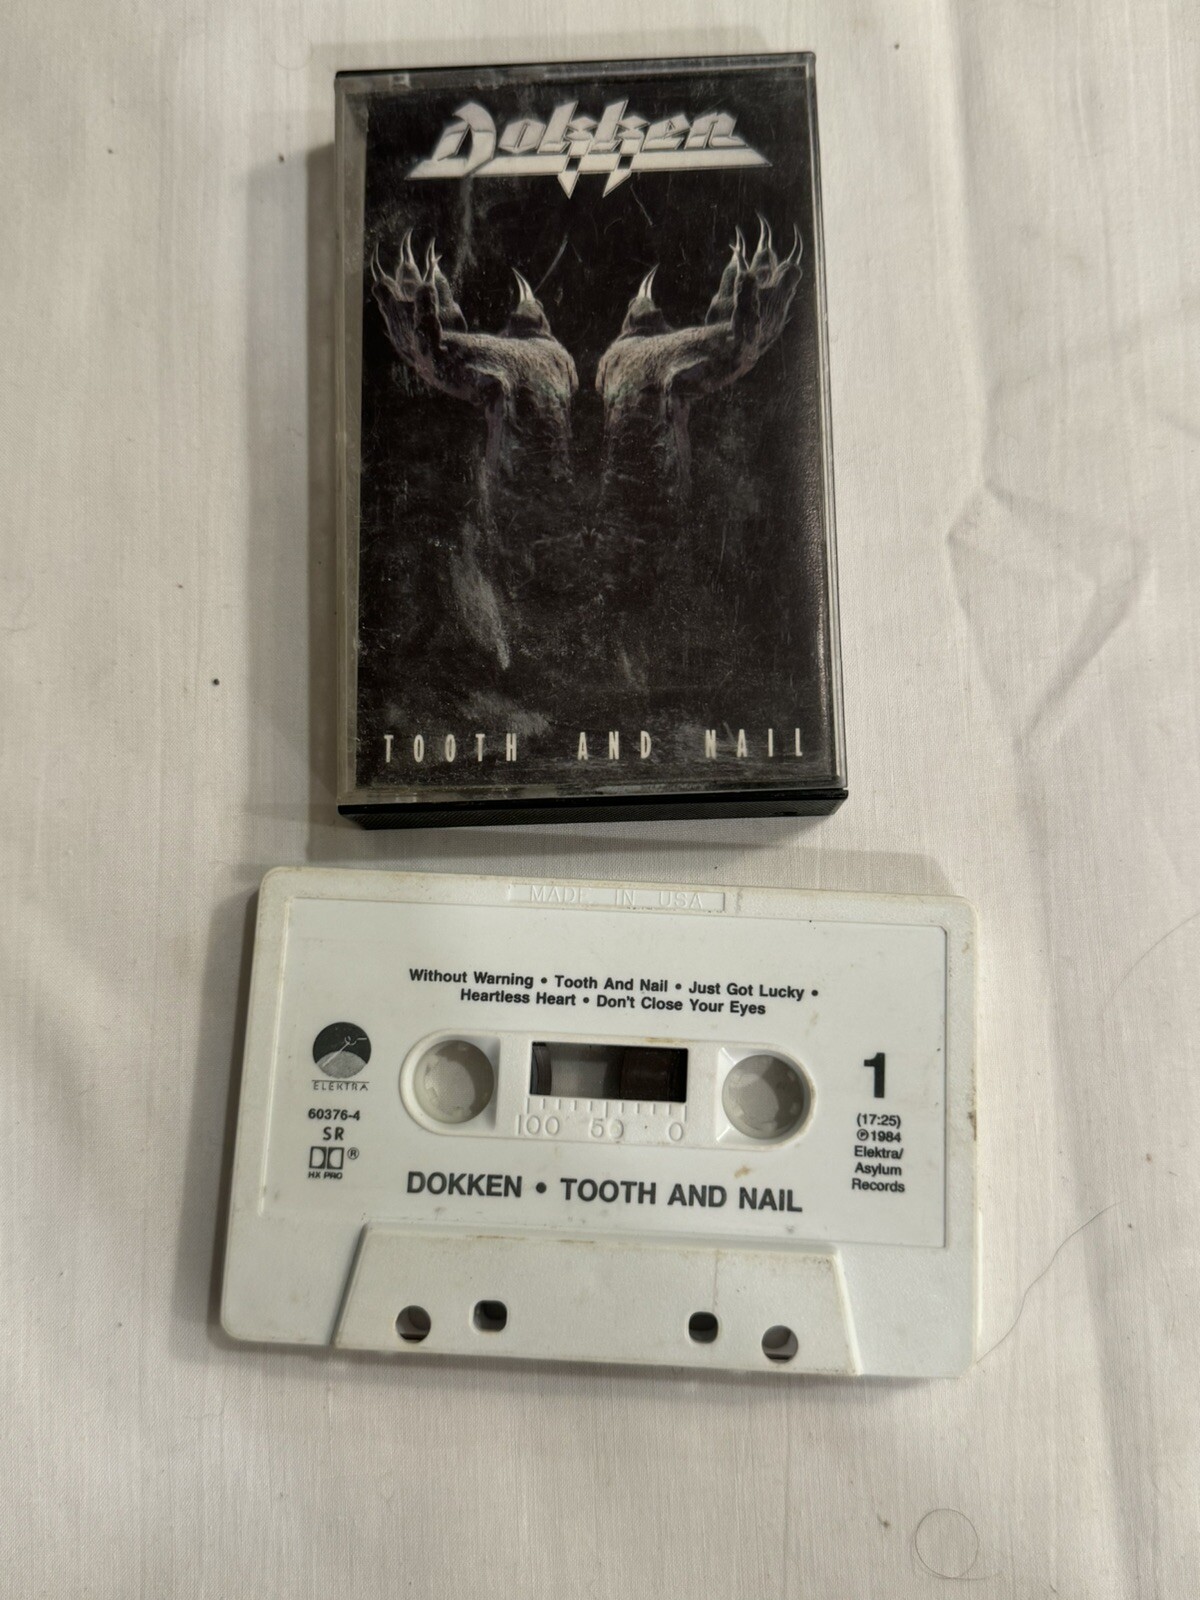 Dokken
TOOTH AND NAIL
MADE IN USA
Without Warning • Tooth And Nail • Just Got Lucky •
Heartless Heart • Don't Close Your Eyes
ELEKTRA
60376-4
SR
®
HX PRO
100 50 0
1
(17:25)
℗1984
Elektra/
Asylum
Records
DOKKEN • TOOTH AND NAIL